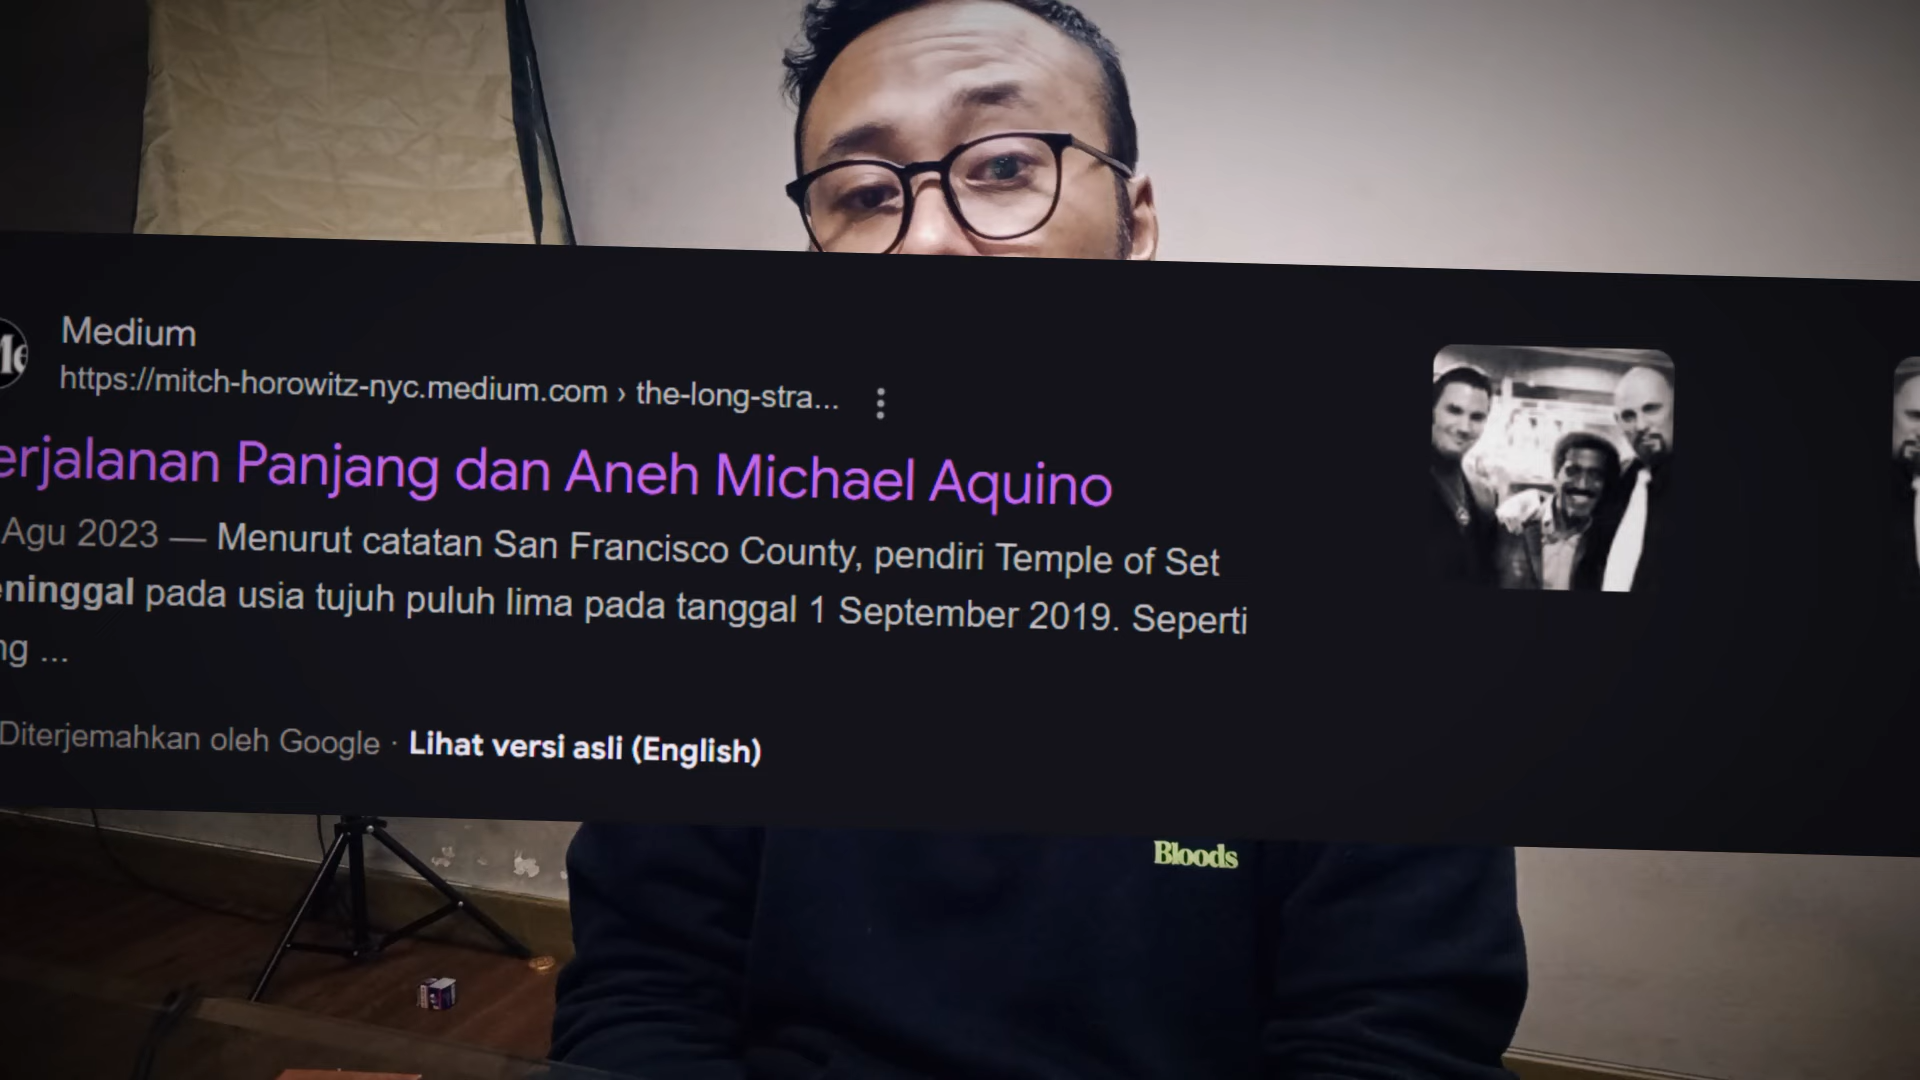 Medium
https://mitch-horowitz-nyc.medium.com › the-long-stra...
erjalanan Panjang dan Aneh Michael Aquino
Agu 2023 — Menurut catatan San Francisco County, pendiri Temple of Set
eninggal pada usia tujuh puluh lima pada tanggal 1 September 2019. Seperti
ng ...
Diterjemahkan oleh Google · Lihat versi asli (English)
Bloods